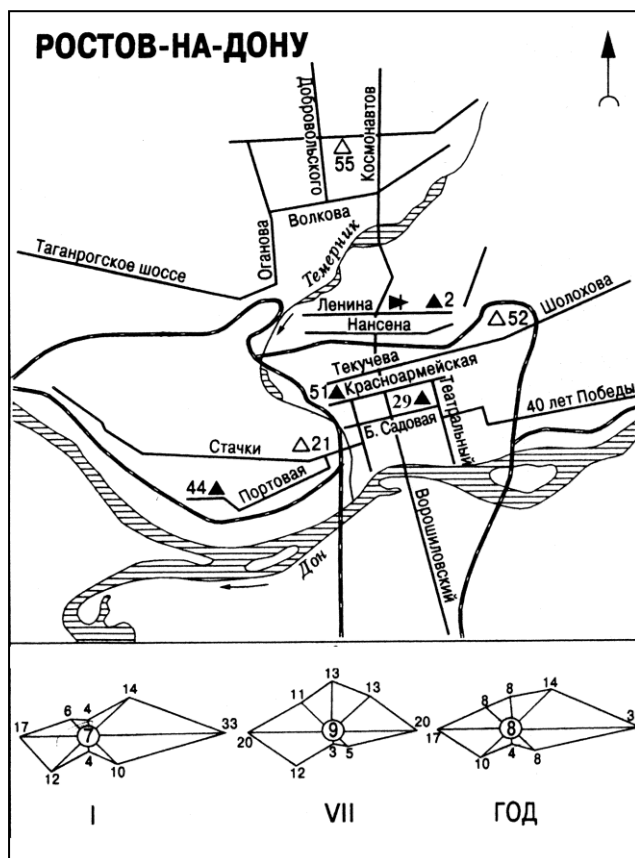 РОСТОВ-НА-ДОНУ
Добровольского
Космонавтов
55
Волкова
Оганова
Таганрогское шоссе
Темерник
Ленина
2
Нансена
52
Шолохова
Текучева
51
Красноармейская
29
Театральный
40 лет Победы
Б. Садовая
Стачки
21
44
Портовая
Ворошиловский
Дон
17 6 4 14 33 10 4 12 7
20 11 13 13 20 5 3 12 9
17 8 8 14 8 4 10 8
I
VII
ГОД